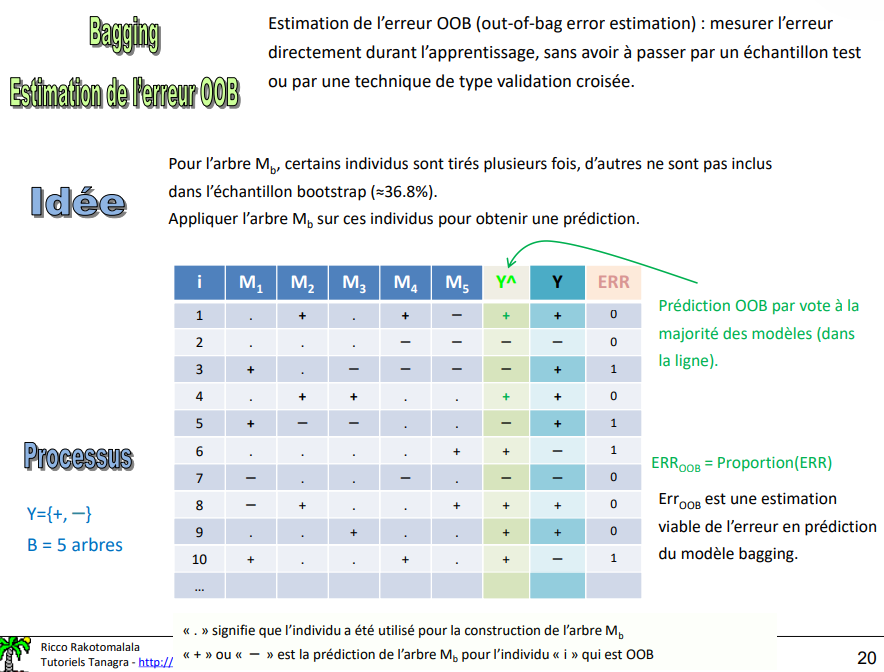 Bagging
Estimation de l'erreur OOB
Estimation de l'erreur OOB (out-of-bag error estimation) : mesurer l'erreur
directement durant l'apprentissage, sans avoir à passer par un échantillon test
ou par une technique de type validation croisée.
Idée
Pour l'arbre Mb, certains individus sont tirés plusieurs fois, d'autres ne sont pas inclus
dans l'échantillon bootstrap (≈36.8%).
Appliquer l'arbre Mb sur ces individus pour obtenir une prédiction.
i M1 M2 M3 M4 M5 Y^ Y ERR
1 . + . + — + + 0
2 . . . — — — — 0
3 + . — — — — + 1
4 . + + . . + + 0
5 + — — . . — + 1
6 . . . . + + — 1
7 — . . — . — — 0
8 — + . . + + + 0
9 . . + . . + + 0
10 + . . + . + — 1
...
Prédiction OOB par vote à la
majorité des modèles (dans
la ligne).
Processus
Y={+, —}
B = 5 arbres
ERROOB = Proportion(ERR)
ErrOOB est une estimation
viable de l'erreur en prédiction
du modèle bagging.
« . » signifie que l'individu a été utilisé pour la construction de l'arbre Mb
« + » ou « — » est la prédiction de l'arbre Mb pour l'individu « i » qui est OOB
Ricco Rakotomalala
Tutoriels Tanagra - http://
20